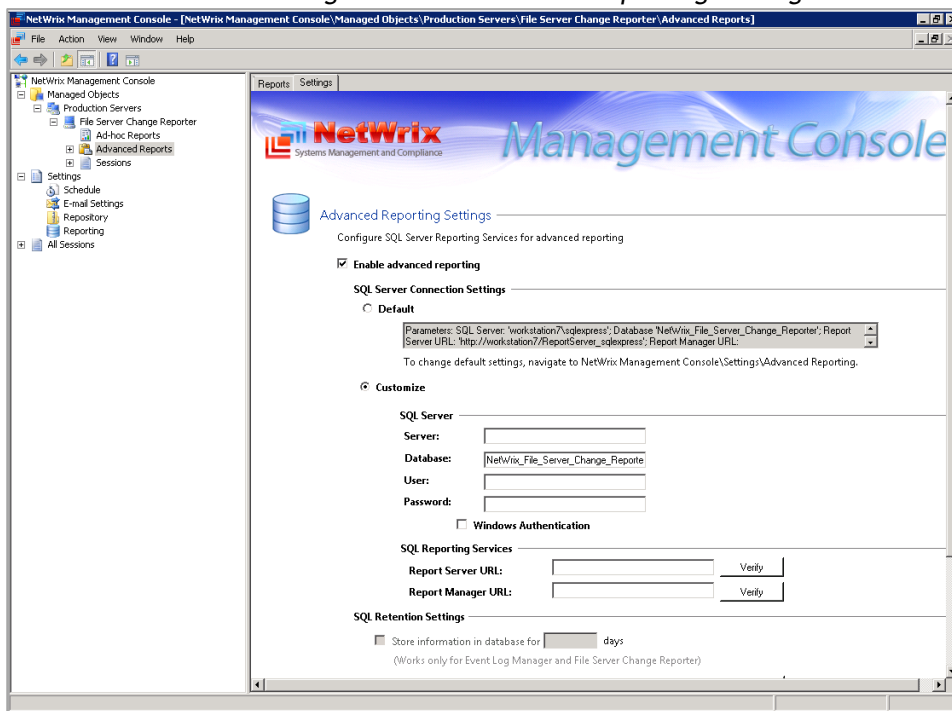 NetWrix Management Console - [NetWrix Management Console\Managed Objects\Production Servers\File Server Change Reporter\Advanced Reports]
File Action View Window Help
NetWrix Management Console
Managed Objects
Production Servers
File Server Change Reporter
Ad-hoc Reports
Advanced Reports
Sessions
Settings
Schedule
E-mail Settings
Repository
Reporting
All Sessions
Reports Settings
NetWrix
Systems Management and Compliance
Management Console
Advanced Reporting Settings
Configure SQL Server Reporting Services for advanced reporting
Enable advanced reporting
SQL Server Connection Settings
Default
Parameters: SQL Server: 'workstation7\sqlexpress'; Database 'NetWrix_File_Server_Change_Reporter'; Report
Server URL: 'http://workstation7/ReportServer_sqlexpress'; Report Manager URL:
To change default settings, navigate to NetWrix Management Console\Settings\Advanced Reporting.
Customize
SQL Server
Server:
Database: NetWrix_File_Server_Change_Reporte
User:
Password:
Windows Authentication
SQL Reporting Services
Report Server URL: Verify
Report Manager URL: Verify
SQL Retention Settings
Store information in database for days
(Works only for Event Log Manager and File Server Change Reporter)